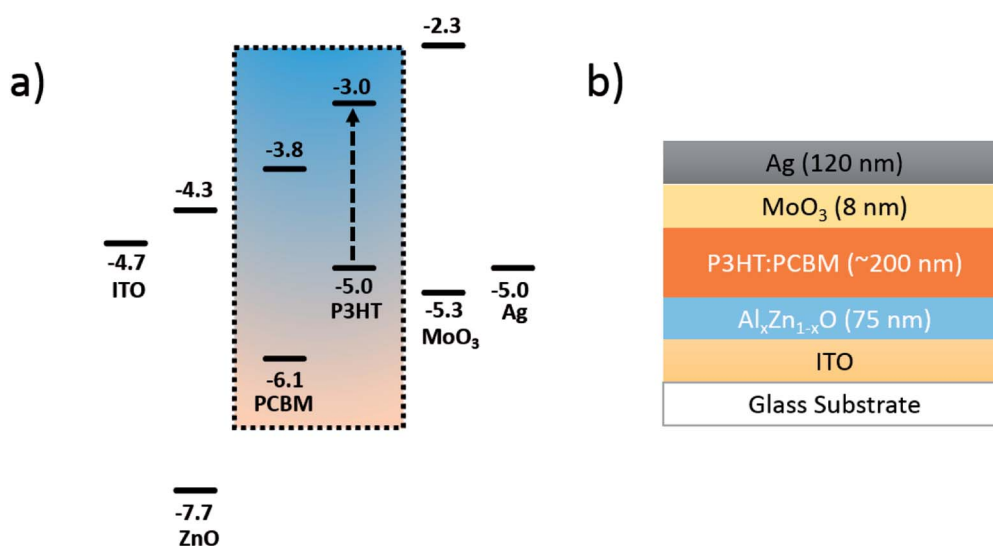 a)
-2.3
-3.0
-3.8
-4.3
-4.7
ITO
-5.0
P3HT
-5.3
MoO₃
-5.0
Ag
-6.1
PCBM
-7.7
ZnO
b)
Ag (120 nm)
MoO₃ (8 nm)
P3HT:PCBM (~200 nm)
AlₓZn₁₋ₓO (75 nm)
ITO
Glass Substrate